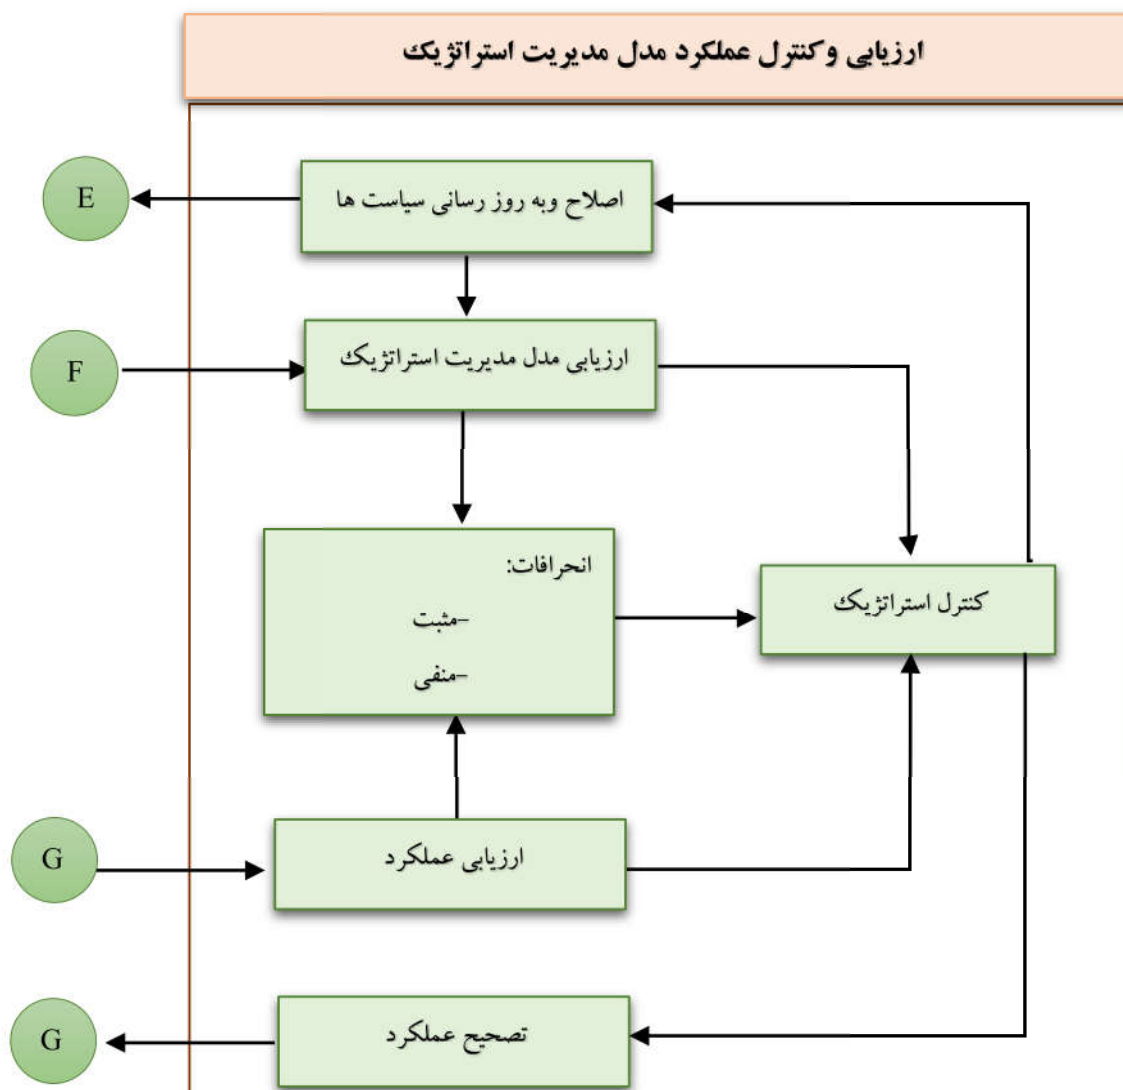 ارزیابی وکنترل عملکرد مدل مدیریت استراتژیک
E
اصلاح وبه روز رسانی سیاست ها
F
ارزیابی مدل مدیریت استراتژیک
انحرافات:
-مثبت
-منفی
کنترل استراتژیک
G
ارزیابی عملکرد
G
تصحیح عملکرد